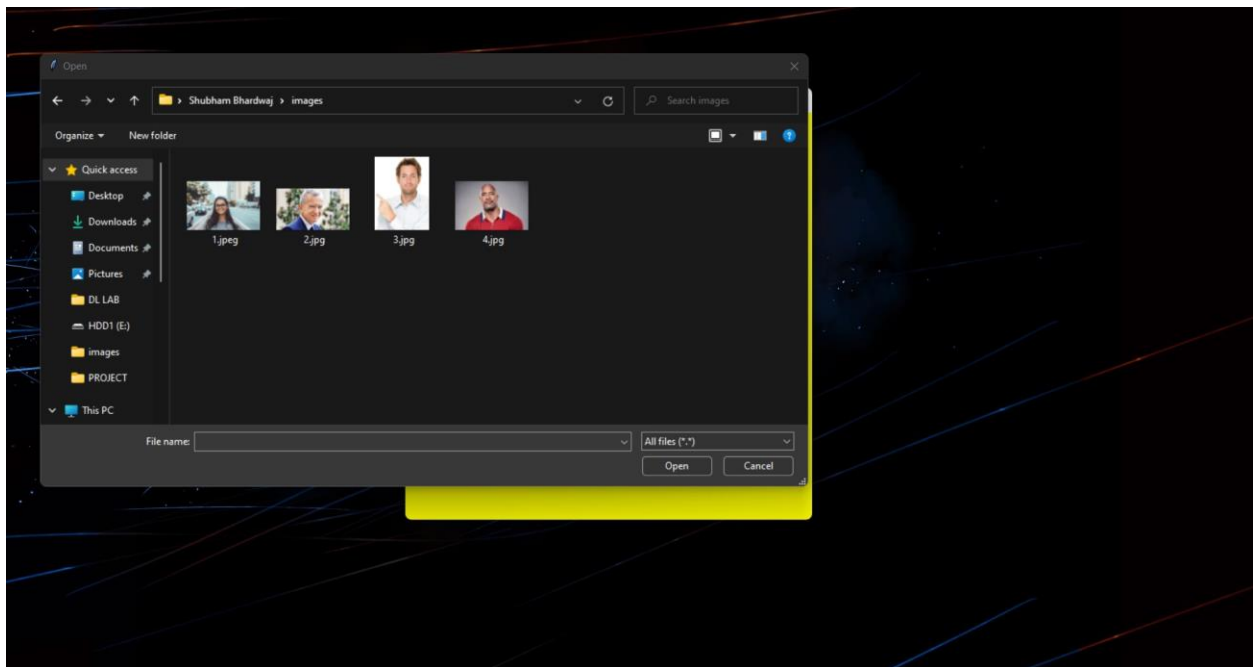 Open
Shubham Bhardwaj > images
Search images
Organize
New folder
Quick access
Desktop
Downloads
Documents
Pictures
DL LAB
HDD1 (E:)
images
PROJECT
This PC
1.jpeg
2.jpg
3.jpg
4.jpg
File name:
All files (*.*)
Open
Cancel